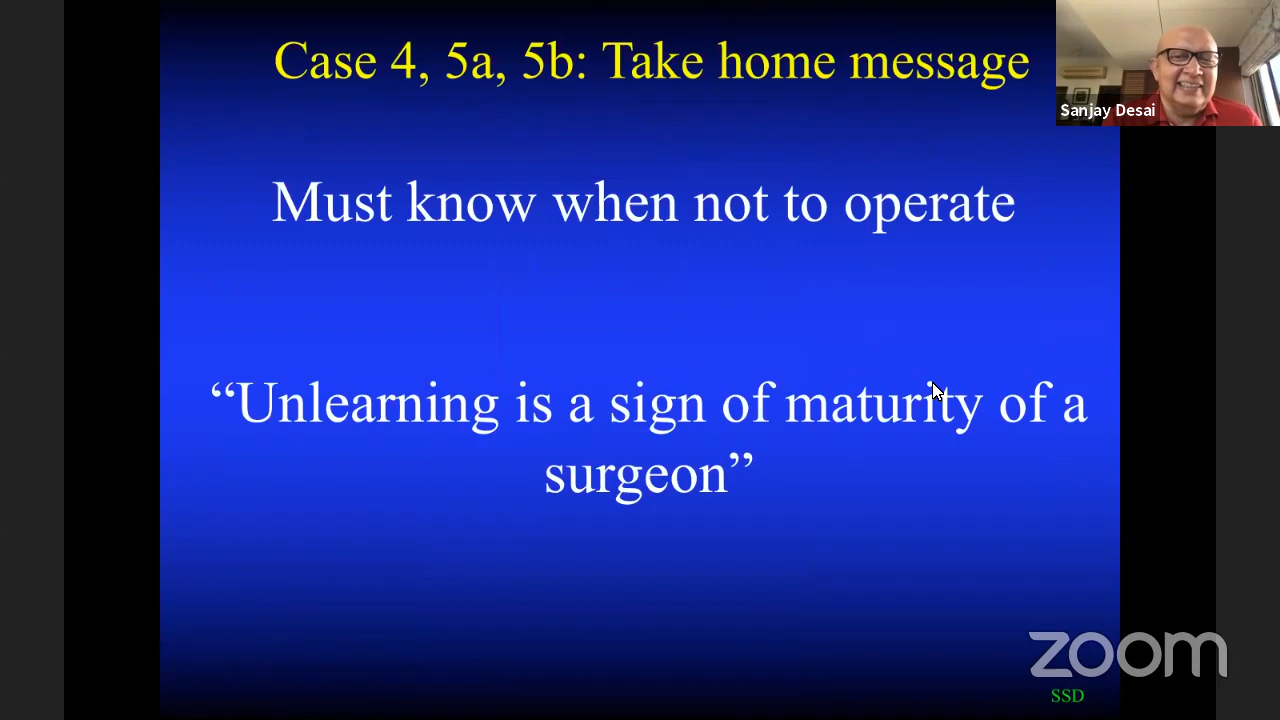 Case 4, 5a, 5b: Take home message
Sanjay Desai
Must know when not to operate
“Unlearning is a sign of maturity of a
surgeon”
zoom
SSD